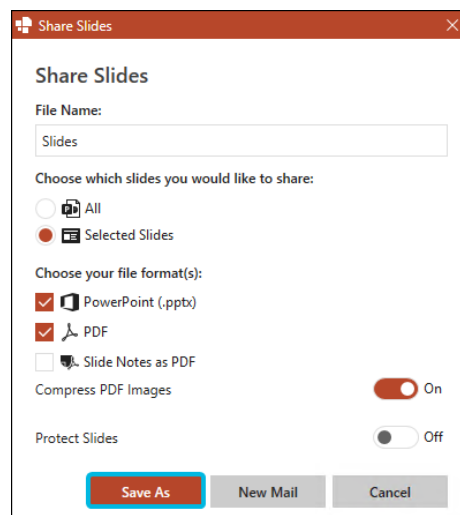 Share Slides
Share Slides
File Name:
Slides
Choose which slides you would like to share:
All
Selected Slides
Choose your file format(s):
PowerPoint (.pptx)
PDF
Slide Notes as PDF
Compress PDF Images On
Protect Slides Off
Save As New Mail Cancel